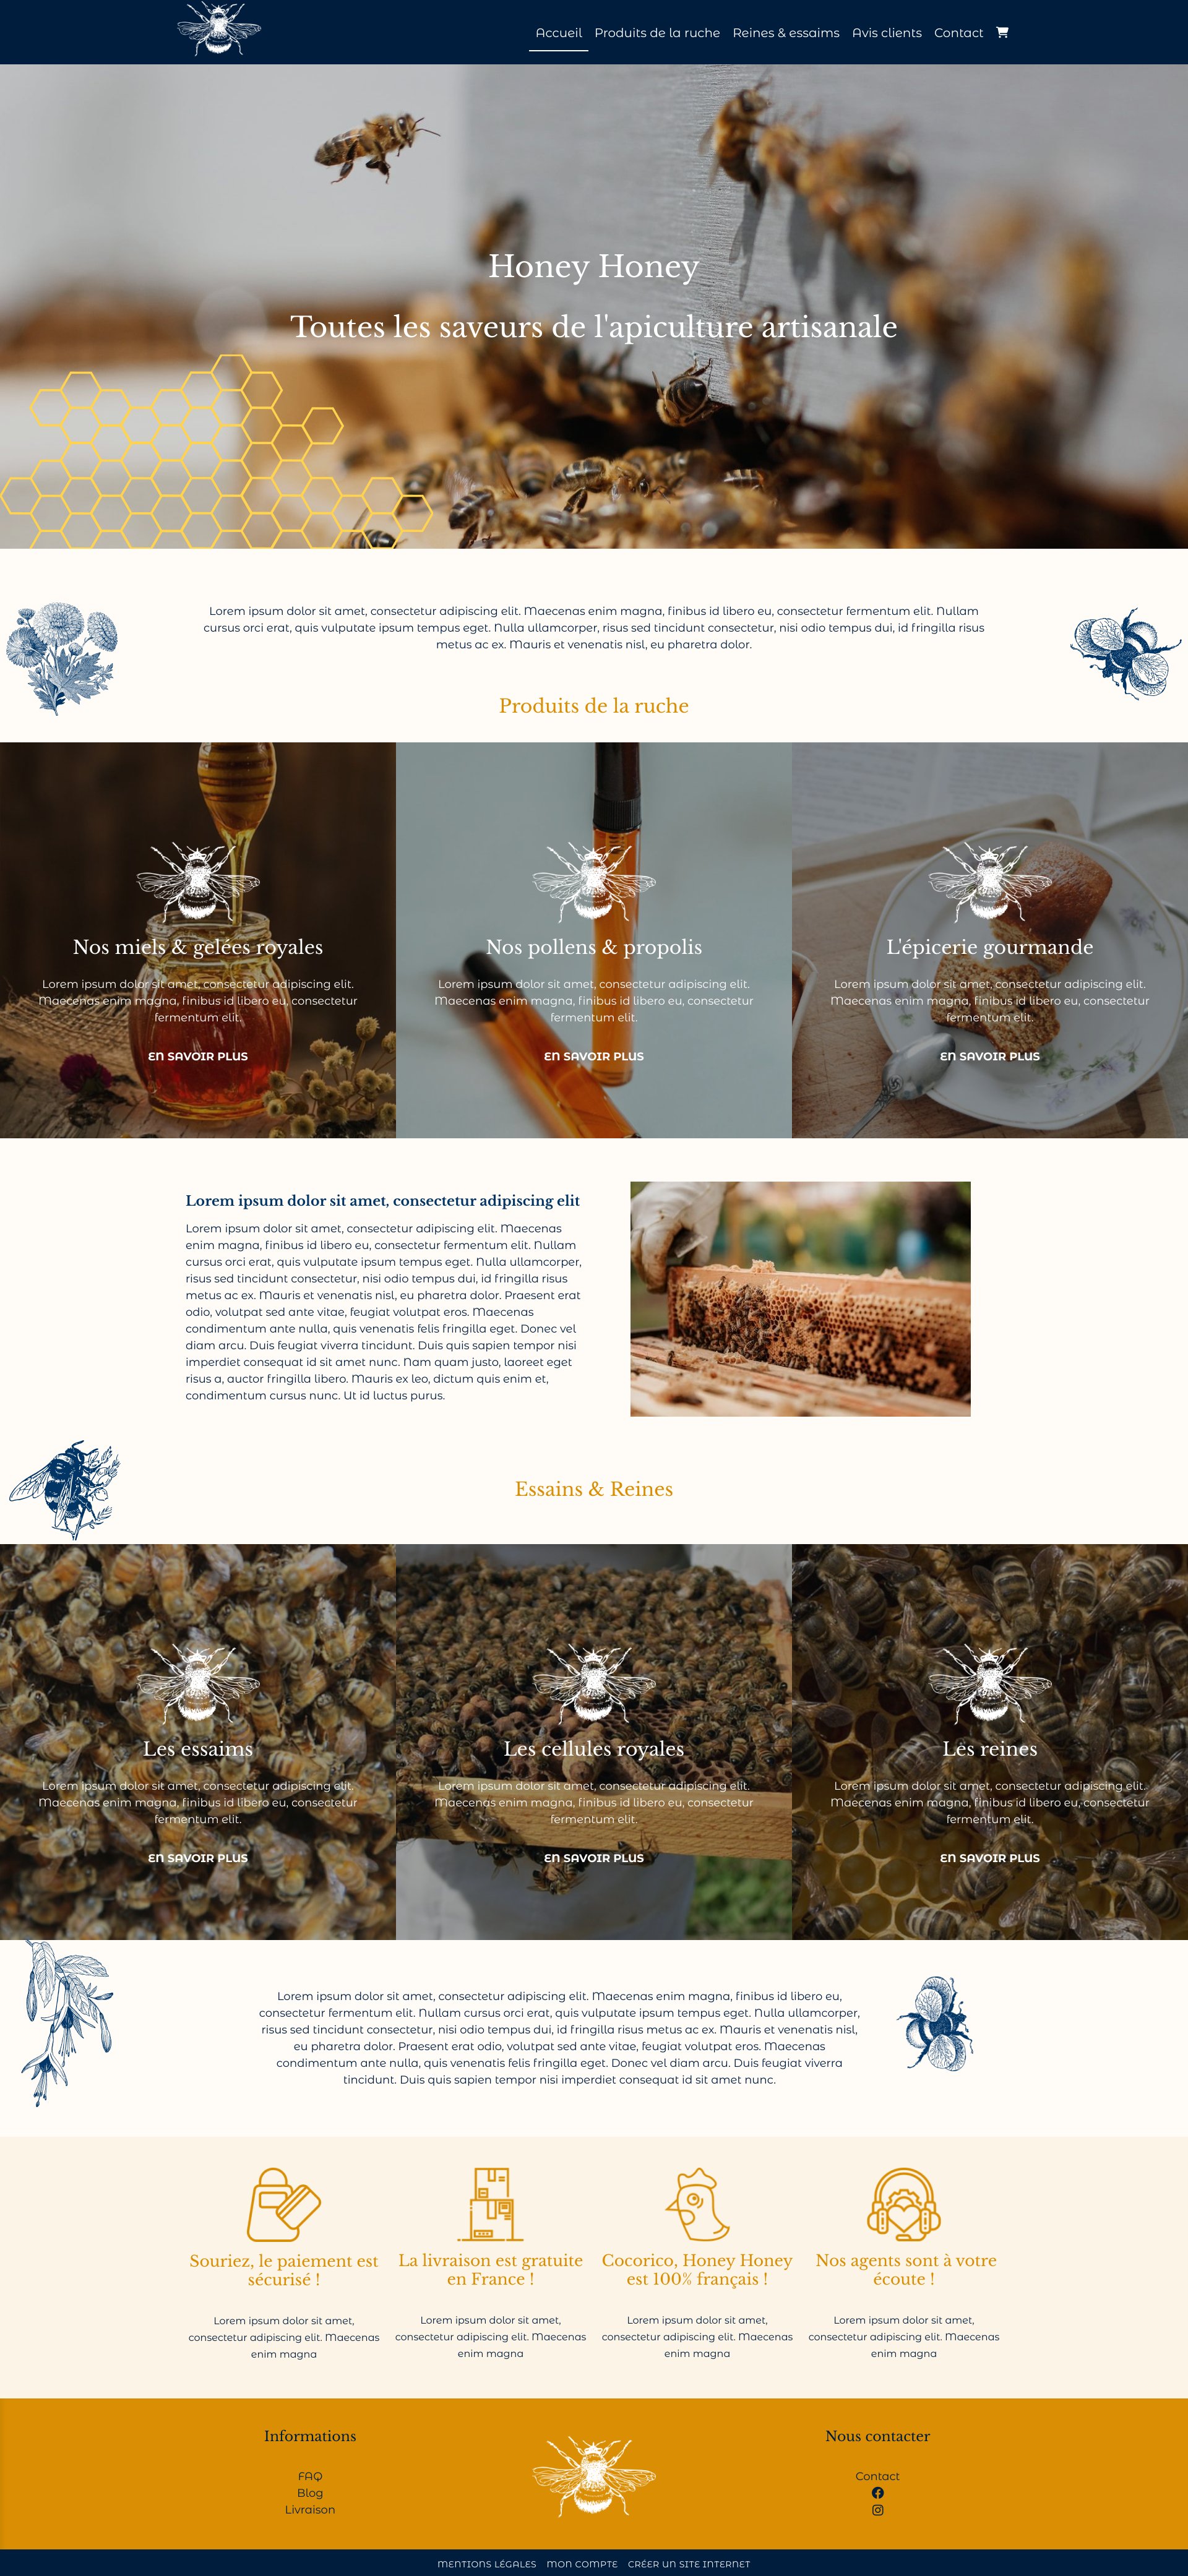 Accueil Produits de la ruche Reines & essaims Avis clients Contact
Honey Honey
Toutes les saveurs de l'apiculture artisanale
Lorem ipsum dolor sit amet, consectetur adipiscing elit. Maecenas enim magna, finibus id libero eu, consectetur fermentum elit. Nullam
cursus orci erat, quis vulputate ipsum tempus eget. Nulla ullamcorper, risus sed tincidunt consectetur, nisi odio tempus dui, id fringilla risus
metus ac ex. Mauris et venenatis nisl, eu pharetra dolor.
Produits de la ruche
Nos miels & gelées royales
Lorem ipsum dolor sit amet, consectetur adipiscing elit.
Maecenas enim magna, finibus id libero eu, consectetur
fermentum elit.
EN SAVOIR PLUS
Nos pollens & propolis
Lorem ipsum dolor sit amet, consectetur adipiscing elit.
Maecenas enim magna, finibus id libero eu, consectetur
fermentum elit.
EN SAVOIR PLUS
L'épicerie gourmande
Lorem ipsum dolor sit amet, consectetur adipiscing elit.
Maecenas enim magna, finibus id libero eu, consectetur
fermentum elit.
EN SAVOIR PLUS
Lorem ipsum dolor sit amet, consectetur adipiscing elit
Lorem ipsum dolor sit amet, consectetur adipiscing elit. Maecenas
enim magna, finibus id libero eu, consectetur fermentum elit. Nullam
cursus orci erat, quis vulputate ipsum tempus eget. Nulla ullamcorper,
risus sed tincidunt consectetur, nisi odio tempus dui, id fringilla risus
metus ac ex. Mauris et venenatis nisl, eu pharetra dolor. Praesent erat
odio, volutpat sed ante vitae, feugiat volutpat eros. Maecenas
condimentum ante nulla, quis venenatis felis fringilla eget. Donec vel
diam arcu. Duis feugiat viverra tincidunt. Duis quis sapien tempor nisi
imperdiet consequat id sit amet nunc. Nam quam justo, laoreet eget
risus a, auctor fringilla libero. Mauris ex leo, dictum quis enim et,
condimentum cursus nunc. Ut id luctus purus.
Essains & Reines
Les essaims
Lorem ipsum dolor sit amet, consectetur adipiscing elit.
Maecenas enim magna, finibus id libero eu, consectetur
fermentum elit.
EN SAVOIR PLUS
Les cellules royales
Lorem ipsum dolor sit amet, consectetur adipiscing elit.
Maecenas enim magna, finibus id libero eu, consectetur
fermentum elit.
EN SAVOIR PLUS
Les reines
Lorem ipsum dolor sit amet, consectetur adipiscing elit.
Maecenas enim magna, finibus id libero eu, consectetur
fermentum elit.
EN SAVOIR PLUS
Lorem ipsum dolor sit amet, consectetur adipiscing elit. Maecenas enim magna, finibus id libero eu,
consectetur fermentum elit. Nullam cursus orci erat, quis vulputate ipsum tempus eget. Nulla ullamcorper,
risus sed tincidunt consectetur, nisi odio tempus dui, id fringilla risus metus ac ex. Mauris et venenatis nisl,
eu pharetra dolor. Praesent erat odio, volutpat sed ante vitae, feugiat volutpat eros. Maecenas
condimentum ante nulla, quis venenatis felis fringilla eget. Donec vel diam arcu. Duis feugiat viverra
tincidunt. Duis quis sapien tempor nisi imperdiet consequat id sit amet nunc.
Souriez, le paiement est
sécurisé !
Lorem ipsum dolor sit amet,
consectetur adipiscing elit. Maecenas
enim magna
La livraison est gratuite
en France !
Lorem ipsum dolor sit amet,
consectetur adipiscing elit. Maecenas
enim magna
Cocorico, Honey Honey
est 100% français !
Lorem ipsum dolor sit amet,
consectetur adipiscing elit. Maecenas
enim magna
Nos agents sont à votre
écoute !
Lorem ipsum dolor sit amet,
consectetur adipiscing elit. Maecenas
enim magna
Informations
FAQ
Blog
Livraison
Nous contacter
Contact
MENTIONS LÉGALES MON COMPTE CRÉER UN SITE INTERNET